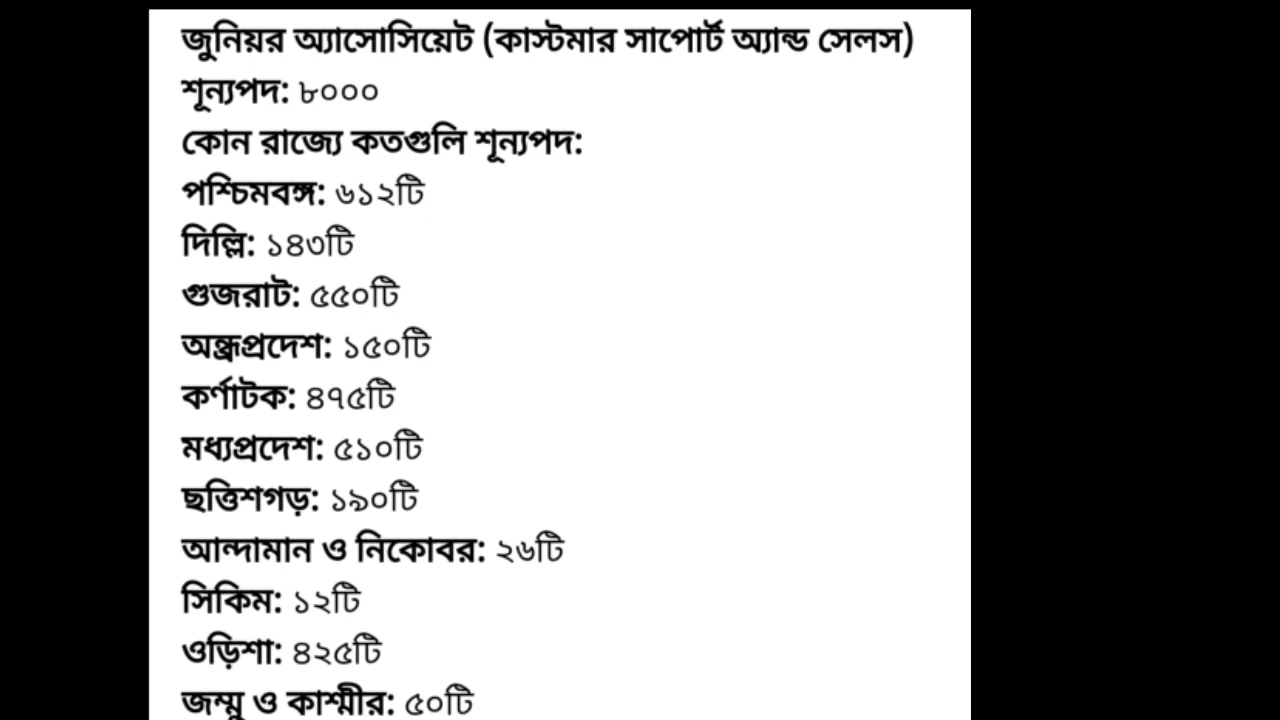 জুনিয়র অ্যাসোসিয়েট (কাস্টমার সাপোর্ট অ্যান্ড সেলস)
শূন্যপদ: ৮০০০
কোন রাজ্যে কতগুলি শূন্যপদ:
পশ্চিমবঙ্গ: ৬১২টি
দিল্লি: ১৪৩টি
গুজরাট: ৫৫০টি
অন্ধ্রপ্রদেশ: ১৫০টি
কর্ণাটক: ৪৭৫টি
মধ্যপ্রদেশ: ৫১০টি
ছত্তিশগড়: ১৯০টি
আন্দামান ও নিকোবর: ২৬টি
সিকিম: ১২টি
ওড়িশা: ৪২৫টি
জম্মু ও কাশ্মীর: ৫০টি